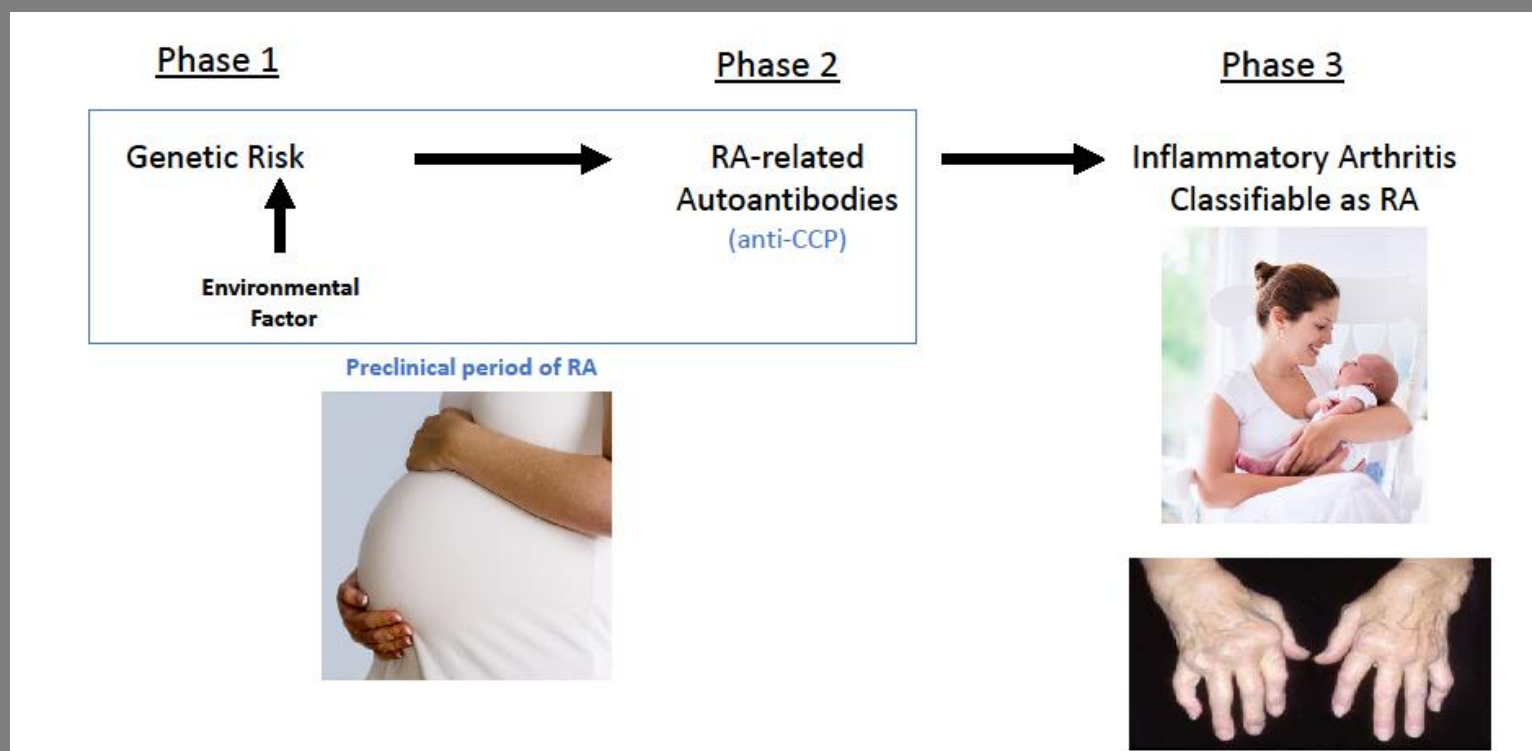 Phase 1
Phase 2
Phase 3
Genetic Risk
RA-related
Autoantibodies
(anti-CCP)
Inflammatory Arthritis
Classifiable as RA
Environmental
Factor
Preclinical period of RA